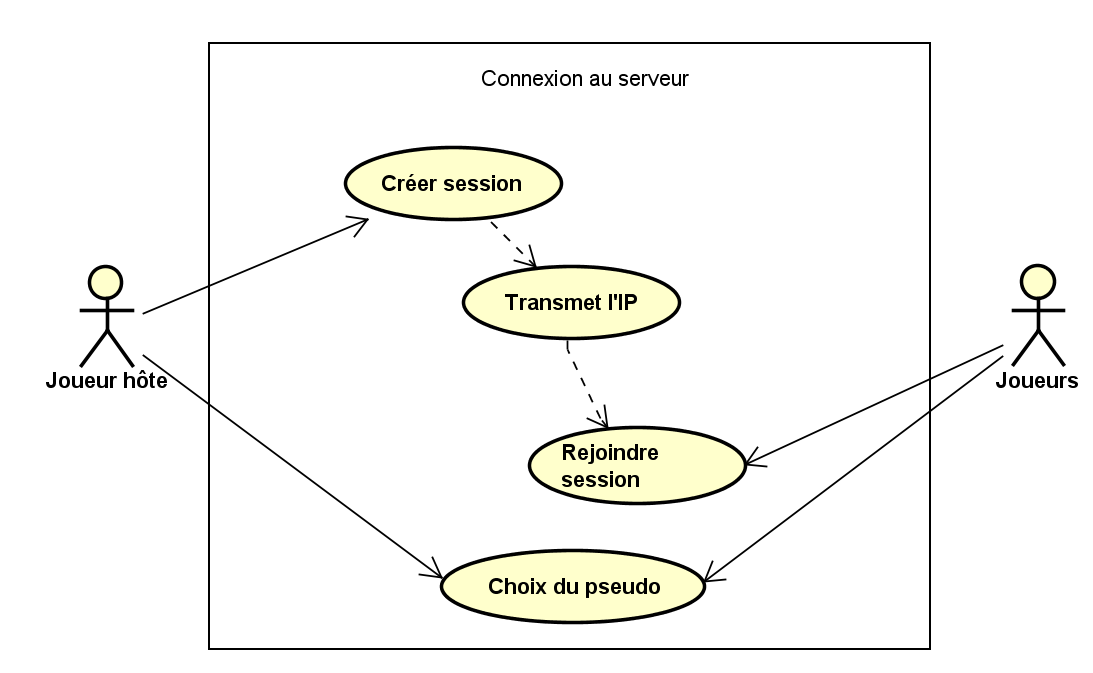 Connexion au serveur
Créer session
Transmet l'IP
Joueur hôte
Joueurs
Rejoindre
session
Choix du pseudo